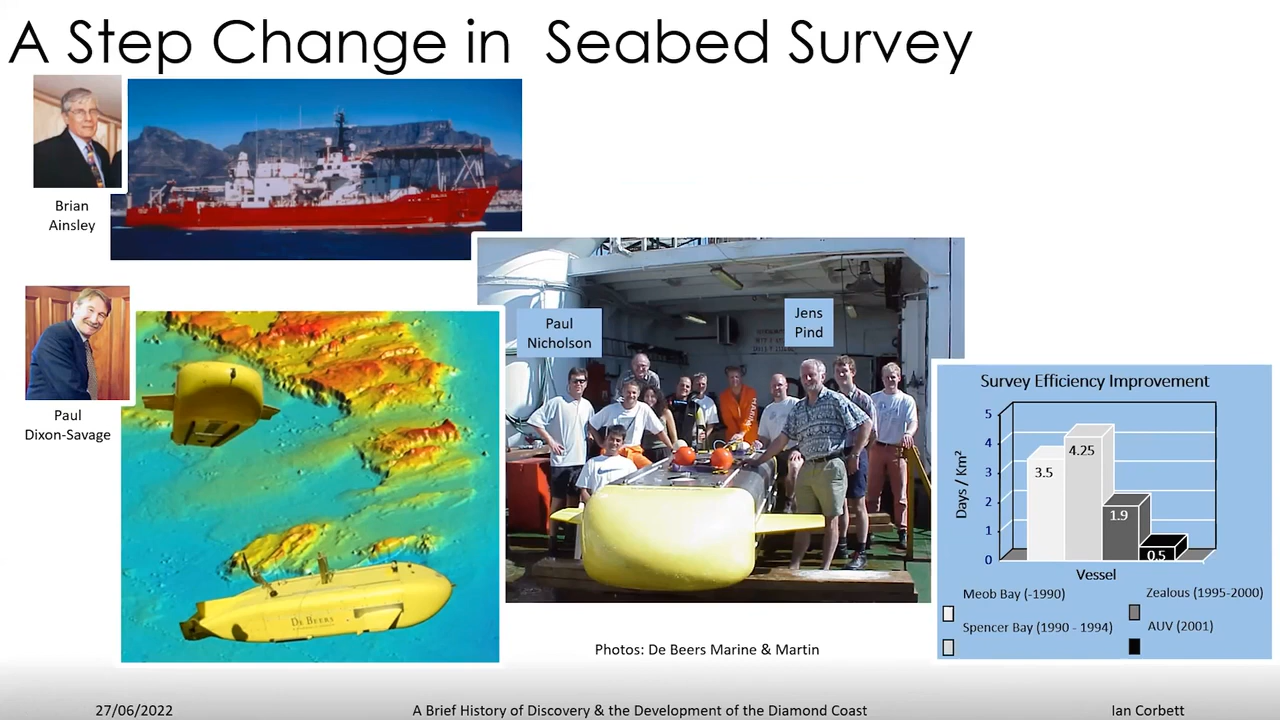 A Step Change in Seabed Survey
Brian
Ainsley
Paul
Dixon-Savage
DE BEERS
Paul
Nicholson
Jens
Pind
Photos: De Beers Marine & Martin
Survey Efficiency Improvement
Days / Km²
5
4
3
2
1
0
3.5
4.25
1.9
0.5
Vessel
Meob Bay (-1990)
Zealous (1995-2000)
Spencer Bay (1990 - 1994)
AUV (2001)
27/06/2022
A Brief History of Discovery & the Development of the Diamond Coast
Ian Corbett